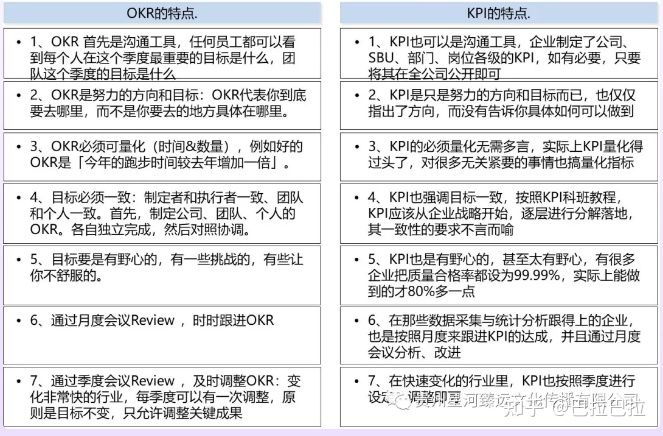 OKR的特点.
1、OKR 首先是沟通工具，任何员工都可以看
到每个人在这个季度最重要的目标是什么，团
队这个季度的目标是什么
2、OKR是努力的方向和目标：OKR代表你到底
要去哪里，而不是你要去的地方具体在哪里。
3、OKR必须可量化（时间&数量），例如好的
OKR是「今年的跑步时间较去年增加一倍」。
4、目标必须一致：制定者和执行者一致、团队
和个人一致。首先，制定公司、团队、个人的
OKR。各自独立完成，然后对照协调。
5、目标要是有野心的，有一些挑战的，有些让
你不舒服的。
6、通过月度会议Review ，时时跟进OKR
7、通过季度会议Review ，及时调整OKR：变
化非常快的行业，每季度可以有一次调整，原
则是目标不变，只允许调整关键成果
KPI的特点.
1、KPI也可以是沟通工具，企业制定了公司、
SBU、部门、岗位各级的KPI，如有必要，只要
将其在全公司公开即可
2、KPI是只是努力的方向和目标而已，也仅仅
指出了方向，而没有告诉你具体如何可以做到
3、KPI的必须量化无需多言，实际上KPI量化得
过头了，对很多无关紧要的事情也搞量化指标
4、KPI也强调目标一致，按照KPI科班教程，
KPI应该从企业战略开始，逐层进行分解落地，
其一致性的要求不言而喻
5、KPI也是有野心的，甚至太有野心，有很多
企业把质量合格率都设为99.99%，实际上能做
到的才80%多一点
6、在那些数据采集与统计分析跟得上的企业，
也是按照月度来跟进KPI的达成，并且通过月度
会议分析、改进
7、在快速变化的行业里，KPI也按照季度进行
设定、调整即可
星河臻远文化传播有限公司
知乎 @巴拉巴拉